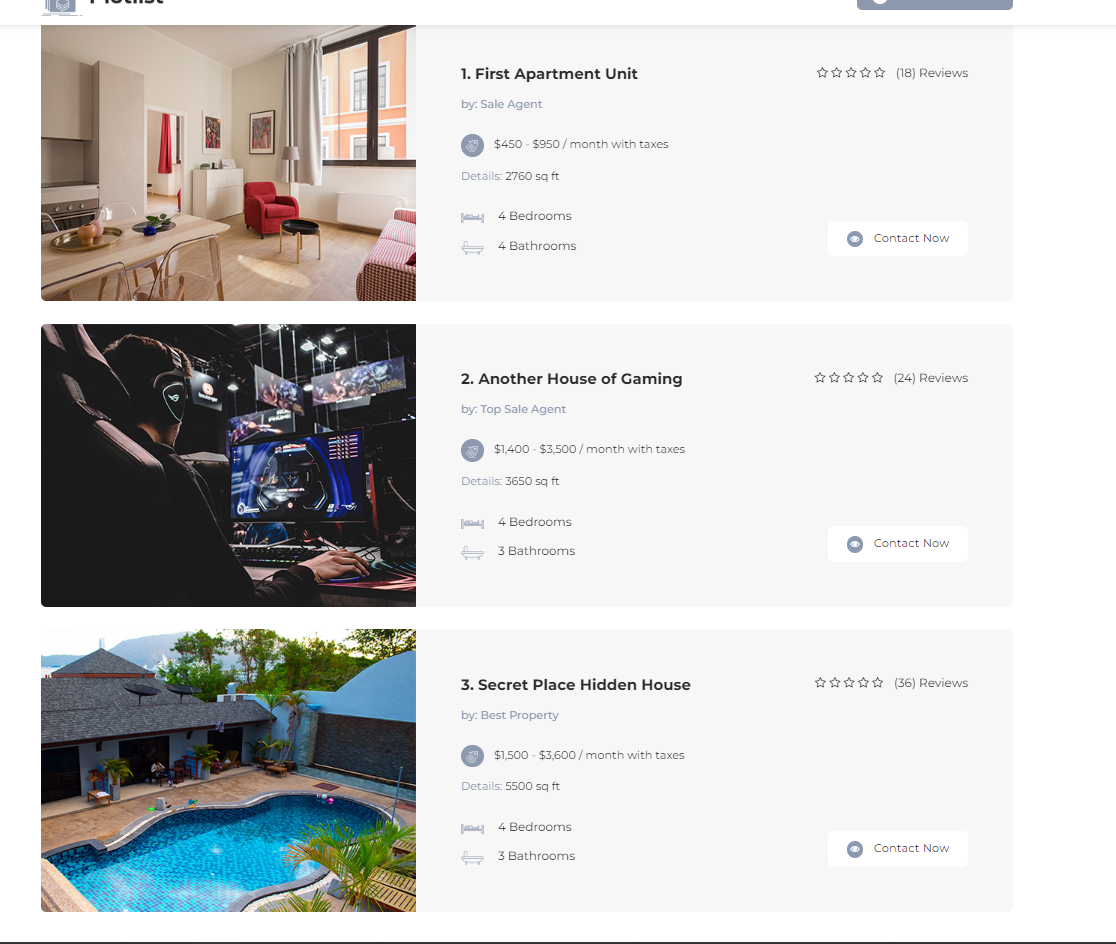 1. First Apartment Unit
(18) Reviews
by: Sale Agent
$450 - $950 / month with taxes
Details: 2760 sq ft
4 Bedrooms
4 Bathrooms
Contact Now
2. Another House of Gaming
(24) Reviews
by: Top Sale Agent
$1,400 - $3,500 / month with taxes
Details: 3650 sq ft
4 Bedrooms
3 Bathrooms
Contact Now
3. Secret Place Hidden House
(36) Reviews
by: Best Property
$1,500 - $3,600 / month with taxes
Details: 5500 sq ft
4 Bedrooms
3 Bathrooms
Contact Now